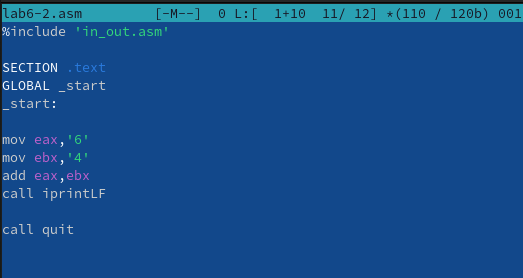 lab6-2.asm [-M--] 0 L:[ 1+10 11/ 12] *(110 / 120b) 001
%include 'in_out.asm'
SECTION .text
GLOBAL _start
_start:
mov eax,'6'
mov ebx,'4'
add eax,ebx
call iprintLF
call quit